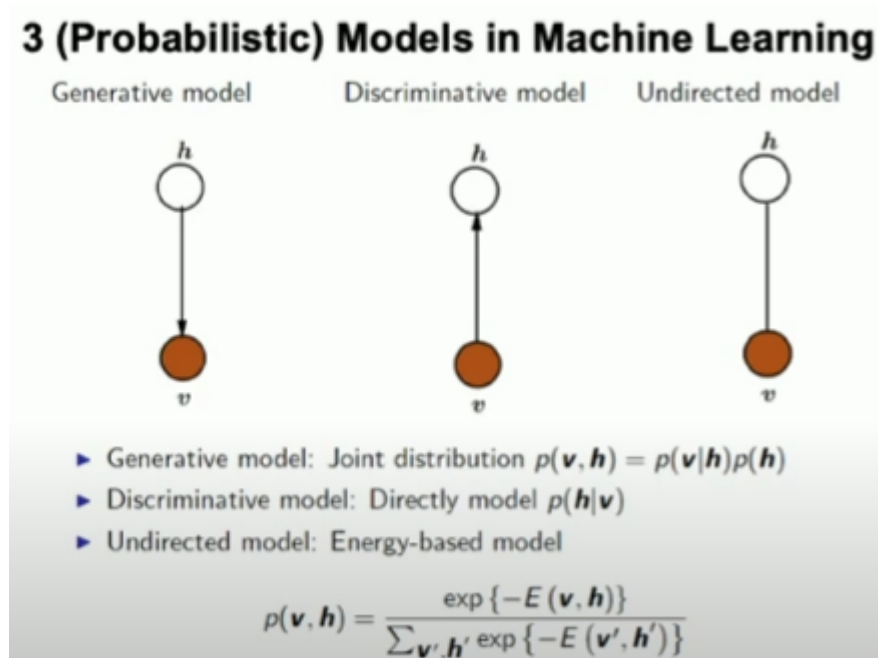 3 (Probabilistic) Models in Machine Learning
Generative model Discriminative model Undirected model
h h h
v v v
► Generative model: Joint distribution p(v, h) = p(v|h)p(h)
► Discriminative model: Directly model p(h|v)
► Undirected model: Energy-based model
p(v, h) = exp {−E (v, h)} / ∑v′,h′ exp {−E (v′, h′)}